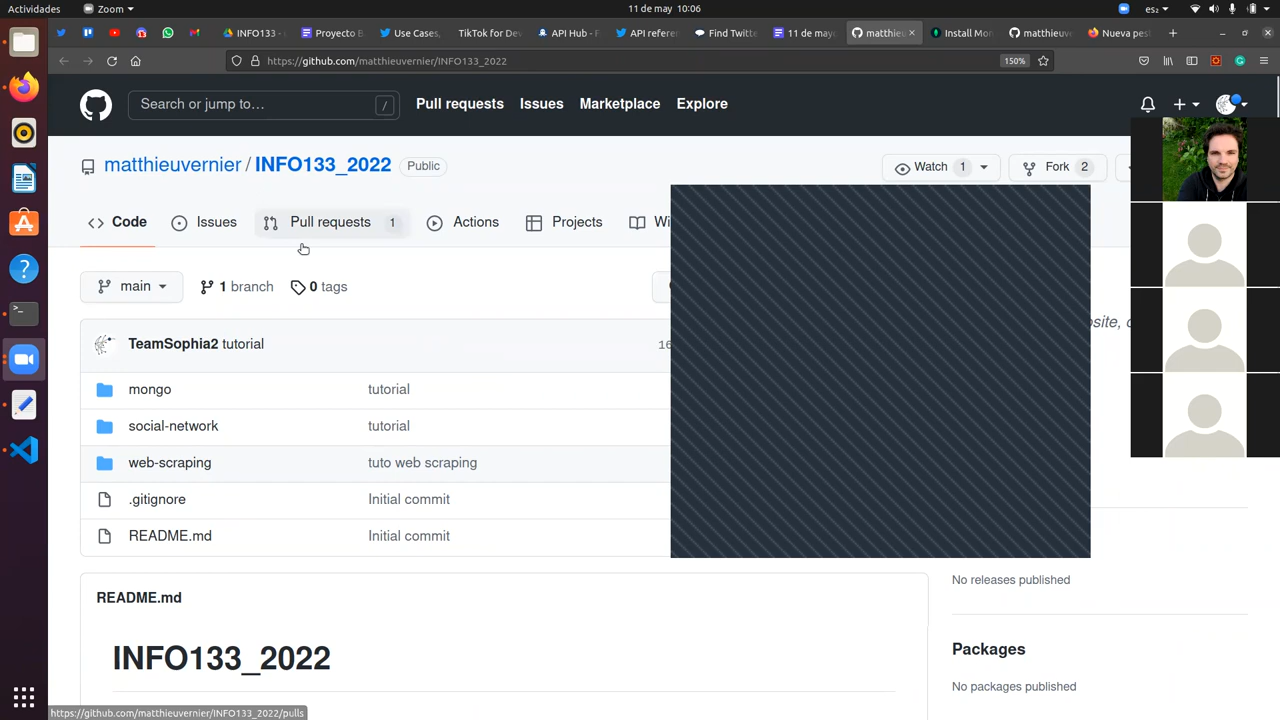 Actividades
Zoom
11 de may 10:06
es₂
INFO133 -
Proyecto B
Use Cases,
TikTok for De
API Hub - F
API referen
Find Twitte
11 de mayo
matthieu
Install Mon
matthieuv
Nueva pes
https://github.com/matthieuvernier/INFO133_2022
150%
Search or jump to…
/
Pull requests
Issues
Marketplace
Explore
matthieuvernier / INFO133_2022
Public
Watch 1
Fork 2
Code
Issues
Pull requests 1
Actions
Projects
Wi
main
1 branch
0 tags
TeamSophia2 tutorial
16
mongo
tutorial
social-network
tutorial
web-scraping
tuto web scraping
.gitignore
Initial commit
README.md
Initial commit
README.md
INFO133_2022
No releases published
Packages
No packages published
https://github.com/matthieuvernier/INFO133_2022/pulls